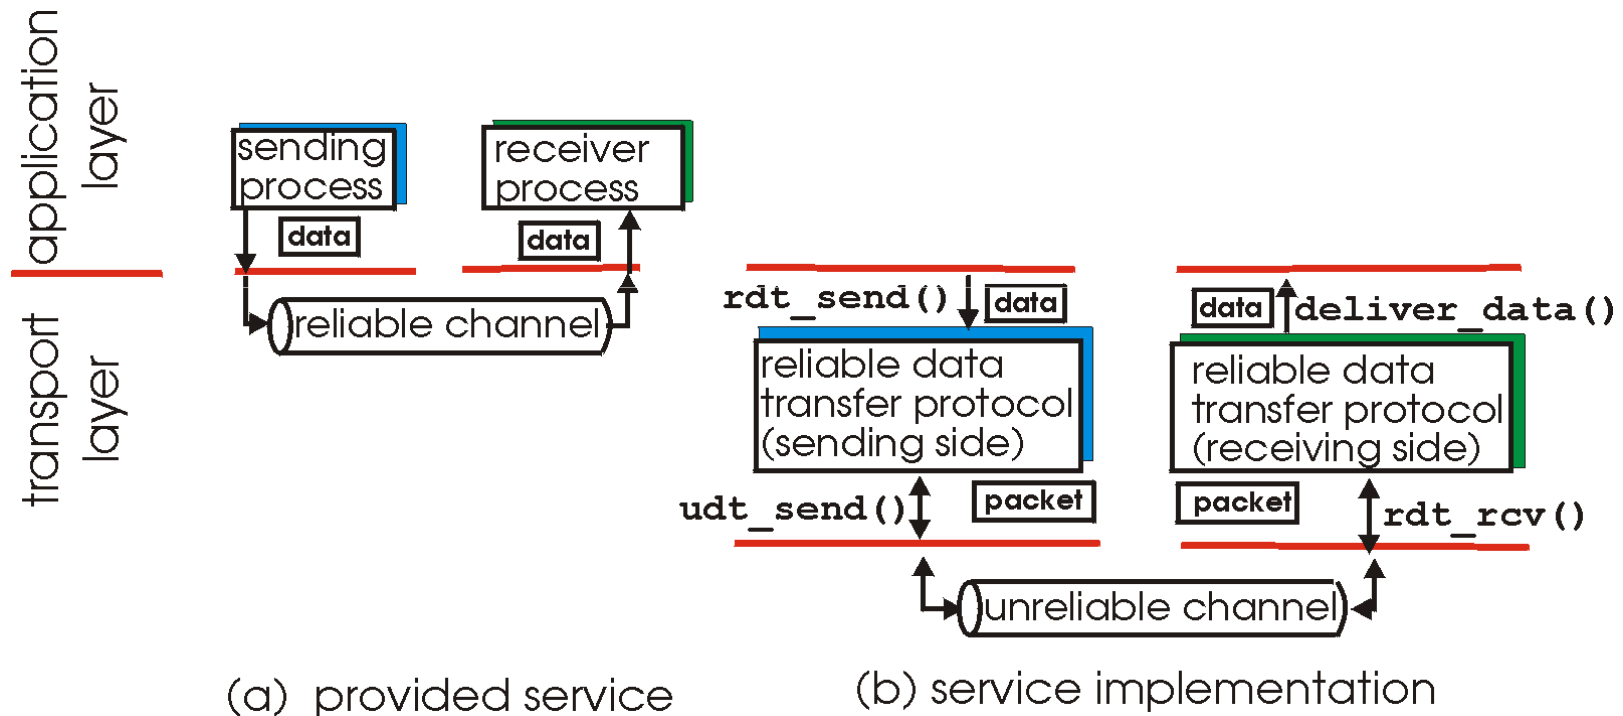 application
layer
transport
layer
sending
process
receiver
process
data
data
reliable channel
rdt_send()
data
data
deliver_data()
reliable data
transfer protocol
(sending side)
reliable data
transfer protocol
(receiving side)
udt_send()
packet
packet
rdt_rcv()
unreliable channel
(a) provided service
(b) service implementation